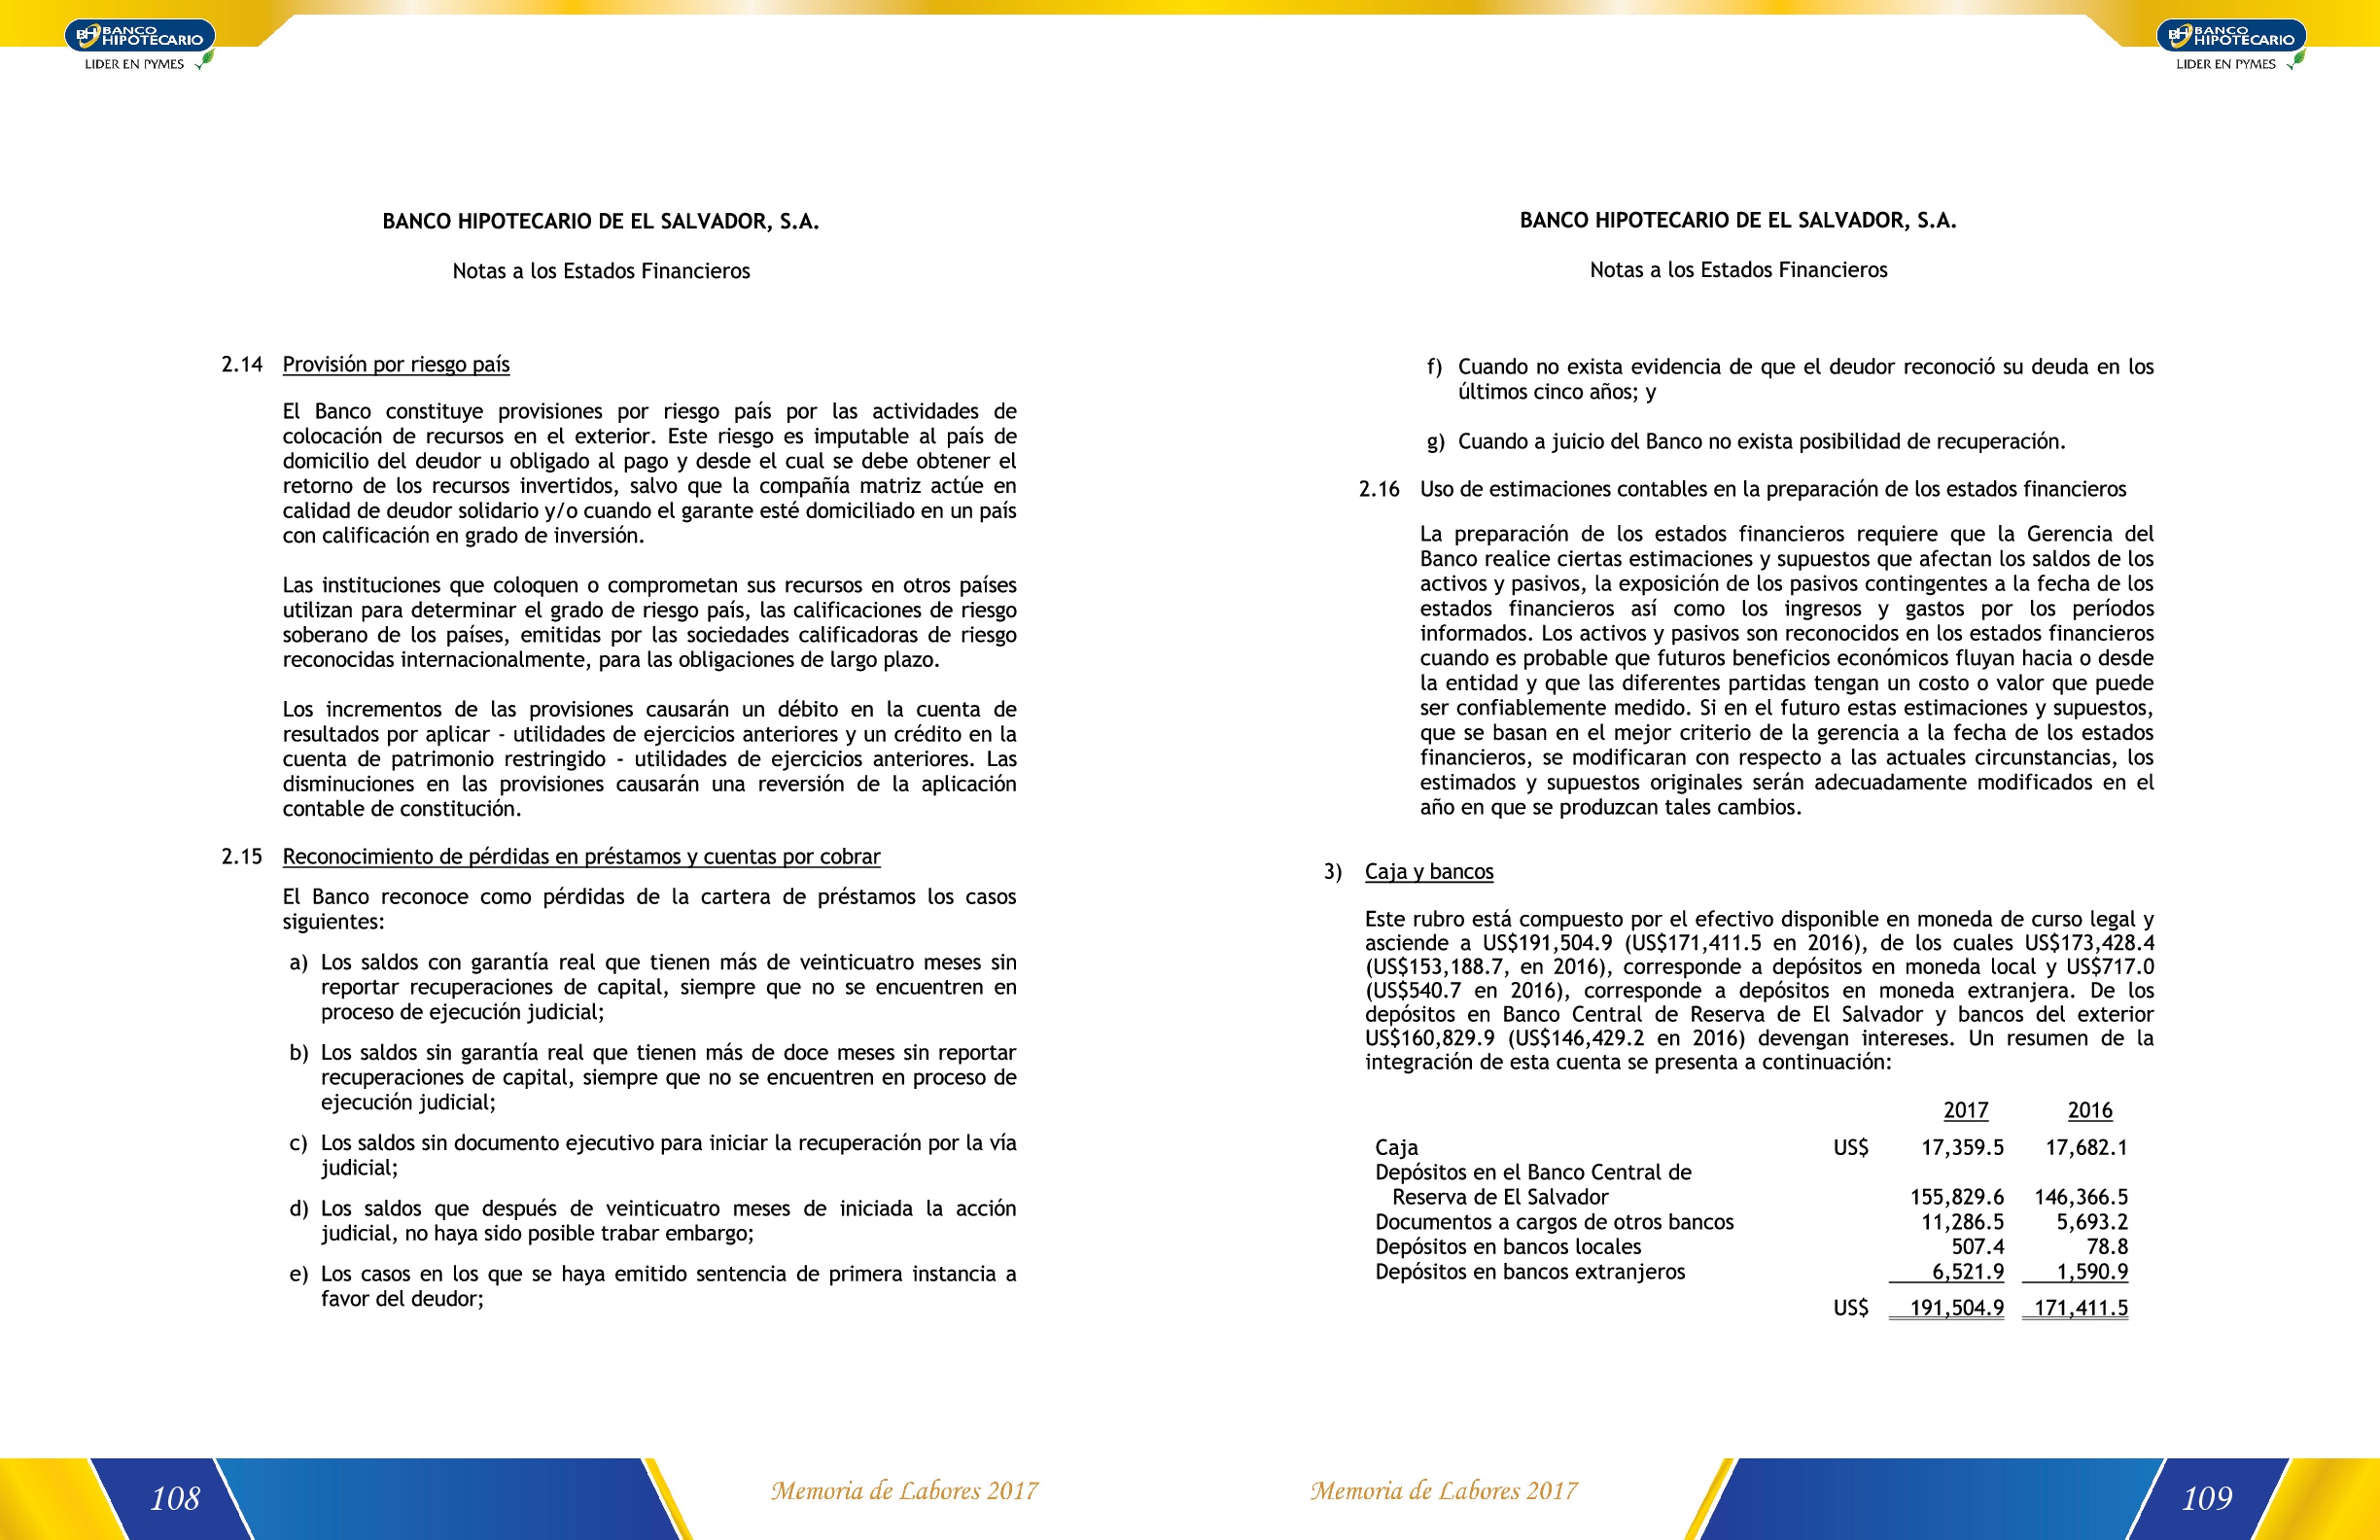 BH BANCO
HIPOTECARIO
LIDER EN PYMES
BANCO HIPOTECARIO DE EL SALVADOR, S.A.
Notas a los Estados Financieros
2.14 Provisión por riesgo país
El Banco constituye provisiones por riesgo país por las actividades de
colocación de recursos en el exterior. Este riesgo es imputable al país de
domicilio del deudor u obligado al pago y desde el cual se debe obtener el
retorno de los recursos invertidos, salvo que la compañía matriz actúe en
calidad de deudor solidario y/o cuando el garante esté domiciliado en un país
con calificación en grado de inversión.
Las instituciones que coloquen o comprometan sus recursos en otros países
utilizan para determinar el grado de riesgo país, las calificaciones de riesgo
soberano de los países, emitidas por las sociedades calificadoras de riesgo
reconocidas internacionalmente, para las obligaciones de largo plazo.
Los incrementos de las provisiones causarán un débito en la cuenta de
resultados por aplicar - utilidades de ejercicios anteriores y un crédito en la
cuenta de patrimonio restringido - utilidades de ejercicios anteriores. Las
disminuciones en las provisiones causarán una reversión de la aplicación
contable de constitución.
2.15 Reconocimiento de pérdidas en préstamos y cuentas por cobrar
El Banco reconoce como pérdidas de la cartera de préstamos los casos
siguientes:
a) Los saldos con garantía real que tienen más de veinticuatro meses sin
reportar recuperaciones de capital, siempre que no se encuentren en
proceso de ejecución judicial;
b) Los saldos sin garantía real que tienen más de doce meses sin reportar
recuperaciones de capital, siempre que no se encuentren en proceso de
ejecución judicial;
c) Los saldos sin documento ejecutivo para iniciar la recuperación por la vía
judicial;
d) Los saldos que después de veinticuatro meses de iniciada la acción
judicial, no haya sido posible trabar embargo;
e) Los casos en los que se haya emitido sentencia de primera instancia a
favor del deudor;
108
Memoria de Labores 2017
BH BANCO
HIPOTECARIO
LIDER EN PYMES
BANCO HIPOTECARIO DE EL SALVADOR, S.A.
Notas a los Estados Financieros
f) Cuando no exista evidencia de que el deudor reconoció su deuda en los
últimos cinco años; y
g) Cuando a juicio del Banco no exista posibilidad de recuperación.
2.16 Uso de estimaciones contables en la preparación de los estados financieros
La preparación de los estados financieros requiere que la Gerencia del
Banco realice ciertas estimaciones y supuestos que afectan los saldos de los
activos y pasivos, la exposición de los pasivos contingentes a la fecha de los
estados financieros así como los ingresos y gastos por los períodos
informados. Los activos y pasivos son reconocidos en los estados financieros
cuando es probable que futuros beneficios económicos fluyan hacia o desde
la entidad y que las diferentes partidas tengan un costo o valor que puede
ser confiablemente medido. Si en el futuro estas estimaciones y supuestos,
que se basan en el mejor criterio de la gerencia a la fecha de los estados
financieros, se modificaran con respecto a las actuales circunstancias, los
estimados y supuestos originales serán adecuadamente modificados en el
año en que se produzcan tales cambios.
3) Caja y bancos
Este rubro está compuesto por el efectivo disponible en moneda de curso legal y
asciende a US$191,504.9 (US$171,411.5 en 2016), de los cuales US$173,428.4
(US$153,188.7, en 2016), corresponde a depósitos en moneda local y US$717.0
(US$540.7 en 2016), corresponde a depósitos en moneda extranjera. De los
depósitos en Banco Central de Reserva de El Salvador y bancos del exterior
US$160,829.9 (US$146,429.2 en 2016) devengan intereses. Un resumen de la
integración de esta cuenta se presenta a continuación:
2017 2016
Caja US$ 17,359.5 17,682.1
Depósitos en el Banco Central de
Reserva de El Salvador 155,829.6 146,366.5
Documentos a cargos de otros bancos 11,286.5 5,693.2
Depósitos en bancos locales 507.4 78.8
Depósitos en bancos extranjeros 6,521.9 1,590.9
US$ 191,504.9 171,411.5
Memoria de Labores 2017
109